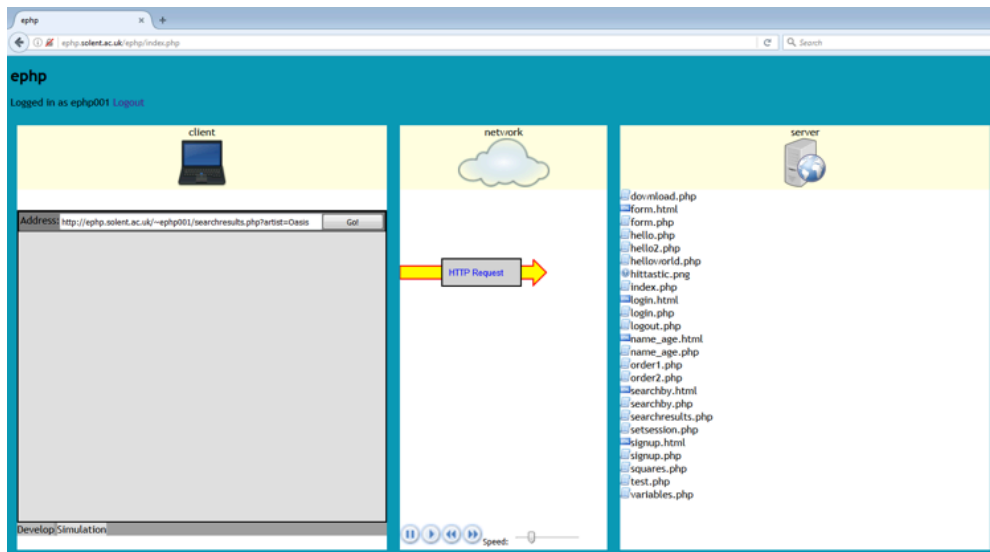 ephp
ephp.solent.ac.uk/ephp/index.php
Search
ephp
Logged in as ephp001 Logout
client
network
server
Address: http://ephp.solent.ac.uk/~ephp001/searchresults.php?artist=Oasis Go!
HTTP Request
download.php
form.html
form.php
hello.php
hello2.php
helloworld.php
hittastic.png
index.php
login.html
login.php
logout.php
name_age.html
name_age.php
order1.php
order2.php
searchby.html
searchby.php
searchresults.php
setsession.php
signup.html
signup.php
squares.php
test.php
variables.php
Develop Simulation
Speed: